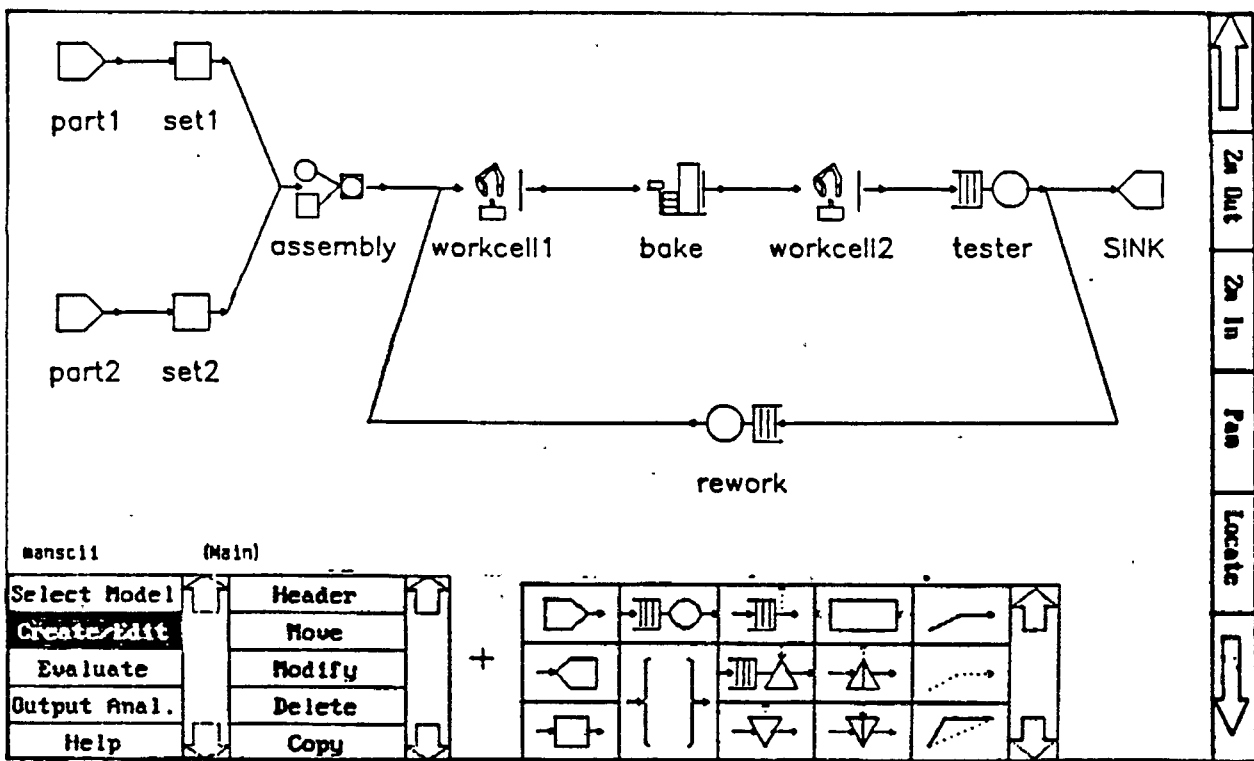 part1 set1
assembly workcell1 bake workcell2 tester SINK
part2 set2
rework
manscii (Main)
Select Model Header
Create/Edit Move
Evaluate Modify
Output Anal. Delete
Help Copy
Zm Out
Zm In
Pan
Locate